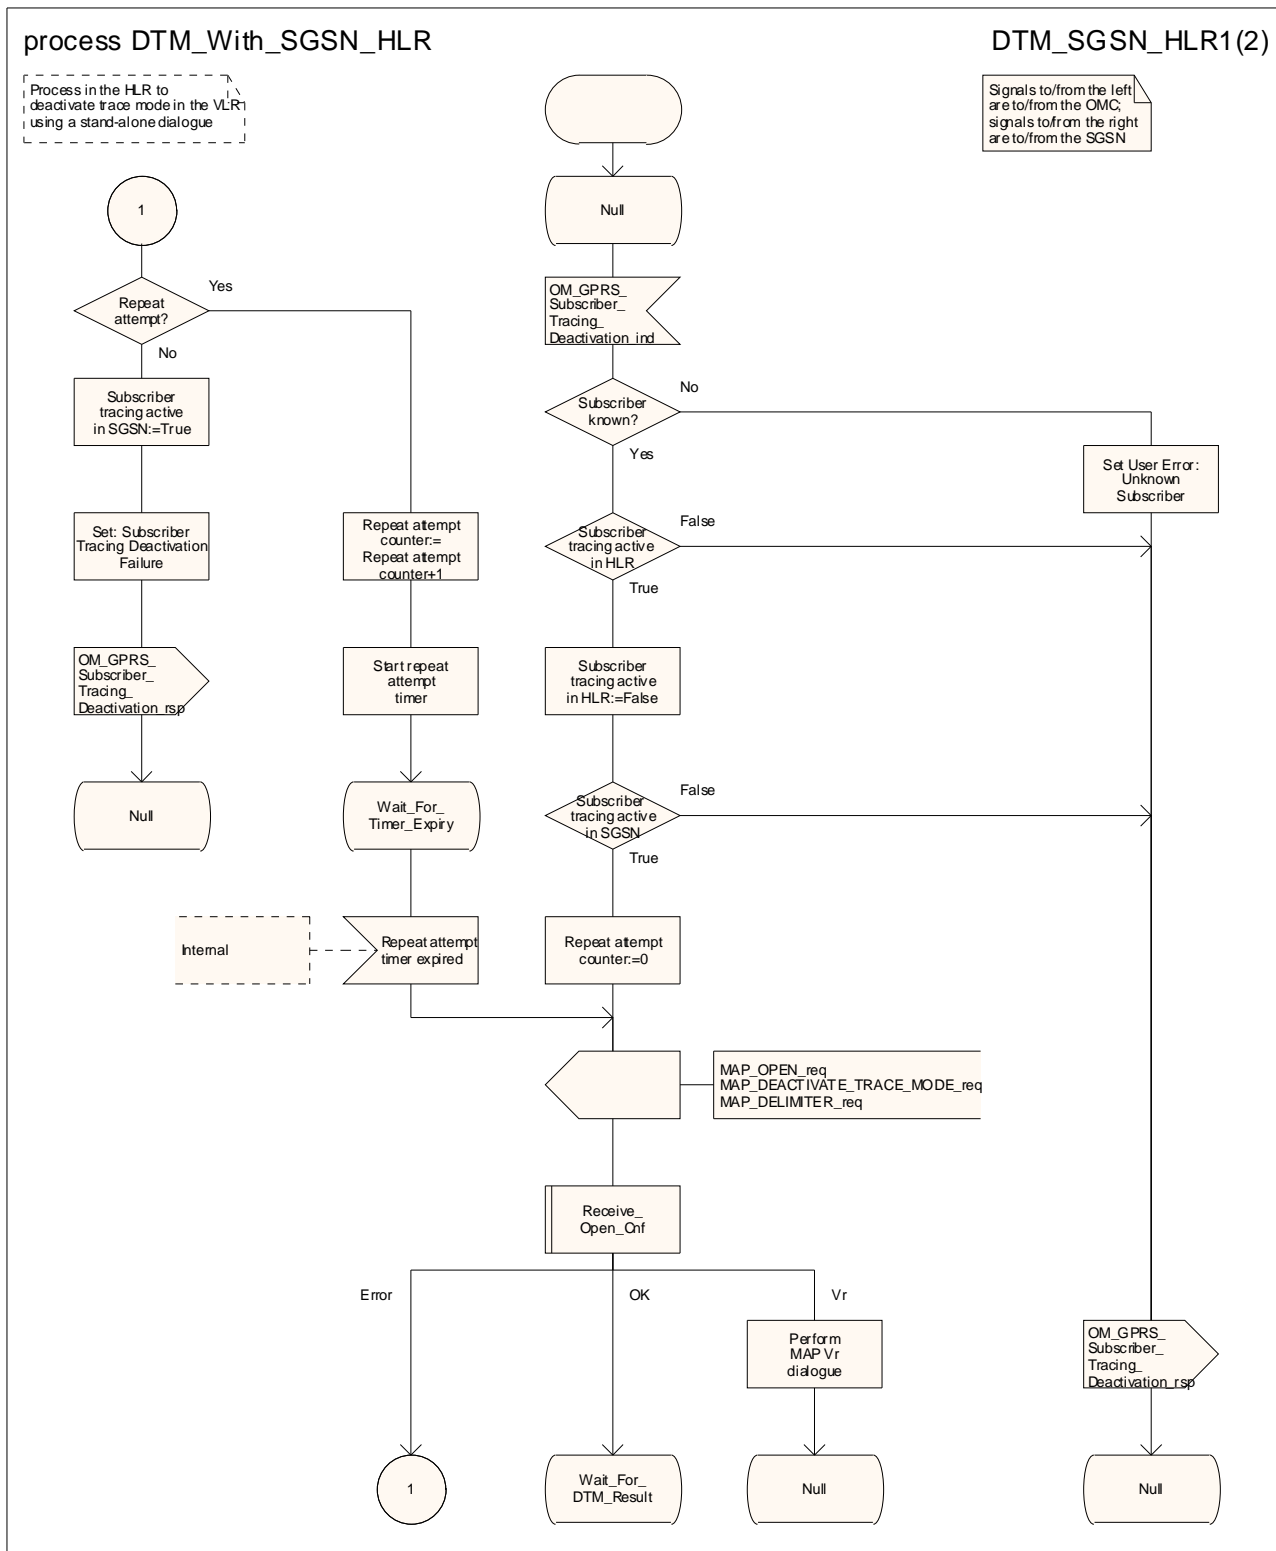 process DTM_With_SGSN_HLR
DTM_SGSN_HLR1(2)
Process in the HLR to
deactivate trace mode in the VLR
using a stand-alone dialogue
Signals to/from the left
are to/from the OMC;
signals to/from the right
are to/from the SGSN
1
Repeat
attempt?
Yes
No
Subscriber
tracing active
in SGSN:=True
Set: Subscriber
Tracing Deactivation
Failure
OM_GPRS_
Subscriber_
Tracing_
Deactivation_rsp
Null
Repeat attempt
counter:=
Repeat attempt
counter+1
Start repeat
attempt
timer
Wait_For_
Timer_Expiry
Internal
Repeat attempt
timer expired
Null
OM_GPRS_
Subscriber_
Tracing_
Deactivation_ind
Subscriber
known?
No
Yes
Set User Error:
Unknown
Subscriber
Subscriber
tracing active
in HLR
False
True
Subscriber
tracing active
in HLR:=False
Subscriber
tracing active
in SGSN
False
True
Repeat attempt
counter:=0
MAP_OPEN_req
MAP_DEACTIVATE_TRACE_MODE_req
MAP_DELIMITER_req
Receive_
Open_Cnf
Error
OK
Vr
Perform
MAP Vr
dialogue
OM_GPRS_
Subscriber_
Tracing_
Deactivation_rsp
1
Wait_For_
DTM_Result
Null
Null